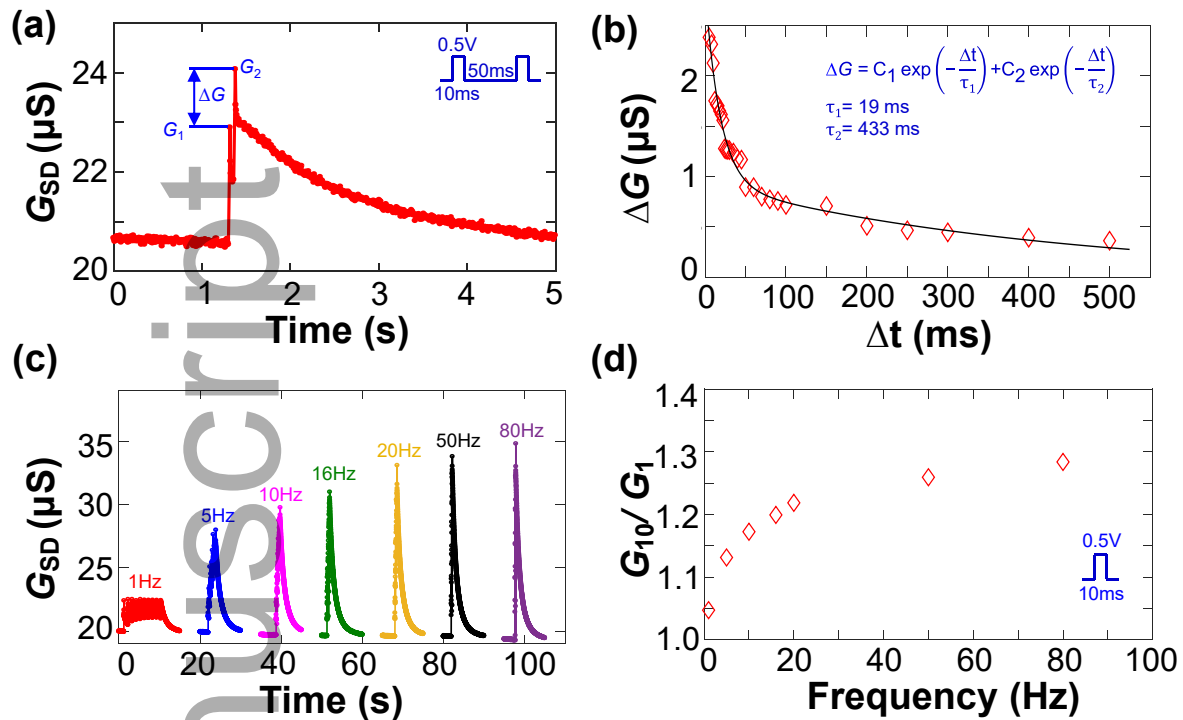 (a)
G_SD (µS)
24
22
20
0 1 2 3 4 5
Time (s)
G₂
ΔG
G₁
0.5V
50ms
10ms
(b)
ΔG (µS)
2
1
0
0 100 200 300 400 500
Δt (ms)
ΔG = C₁ exp(-Δt/τ₁)+C₂ exp(-Δt/τ₂)
τ₁= 19 ms
τ₂= 433 ms
(c)
G_SD (µS)
35
30
25
20
0 20 40 60 80 100
Time (s)
1Hz
5Hz
10Hz
16Hz
20Hz
50Hz
80Hz
(d)
G₁₀/ G₁
1.4
1.3
1.2
1.1
1.0
0 20 40 60 80 100
Frequency (Hz)
0.5V
10ms
nuscript